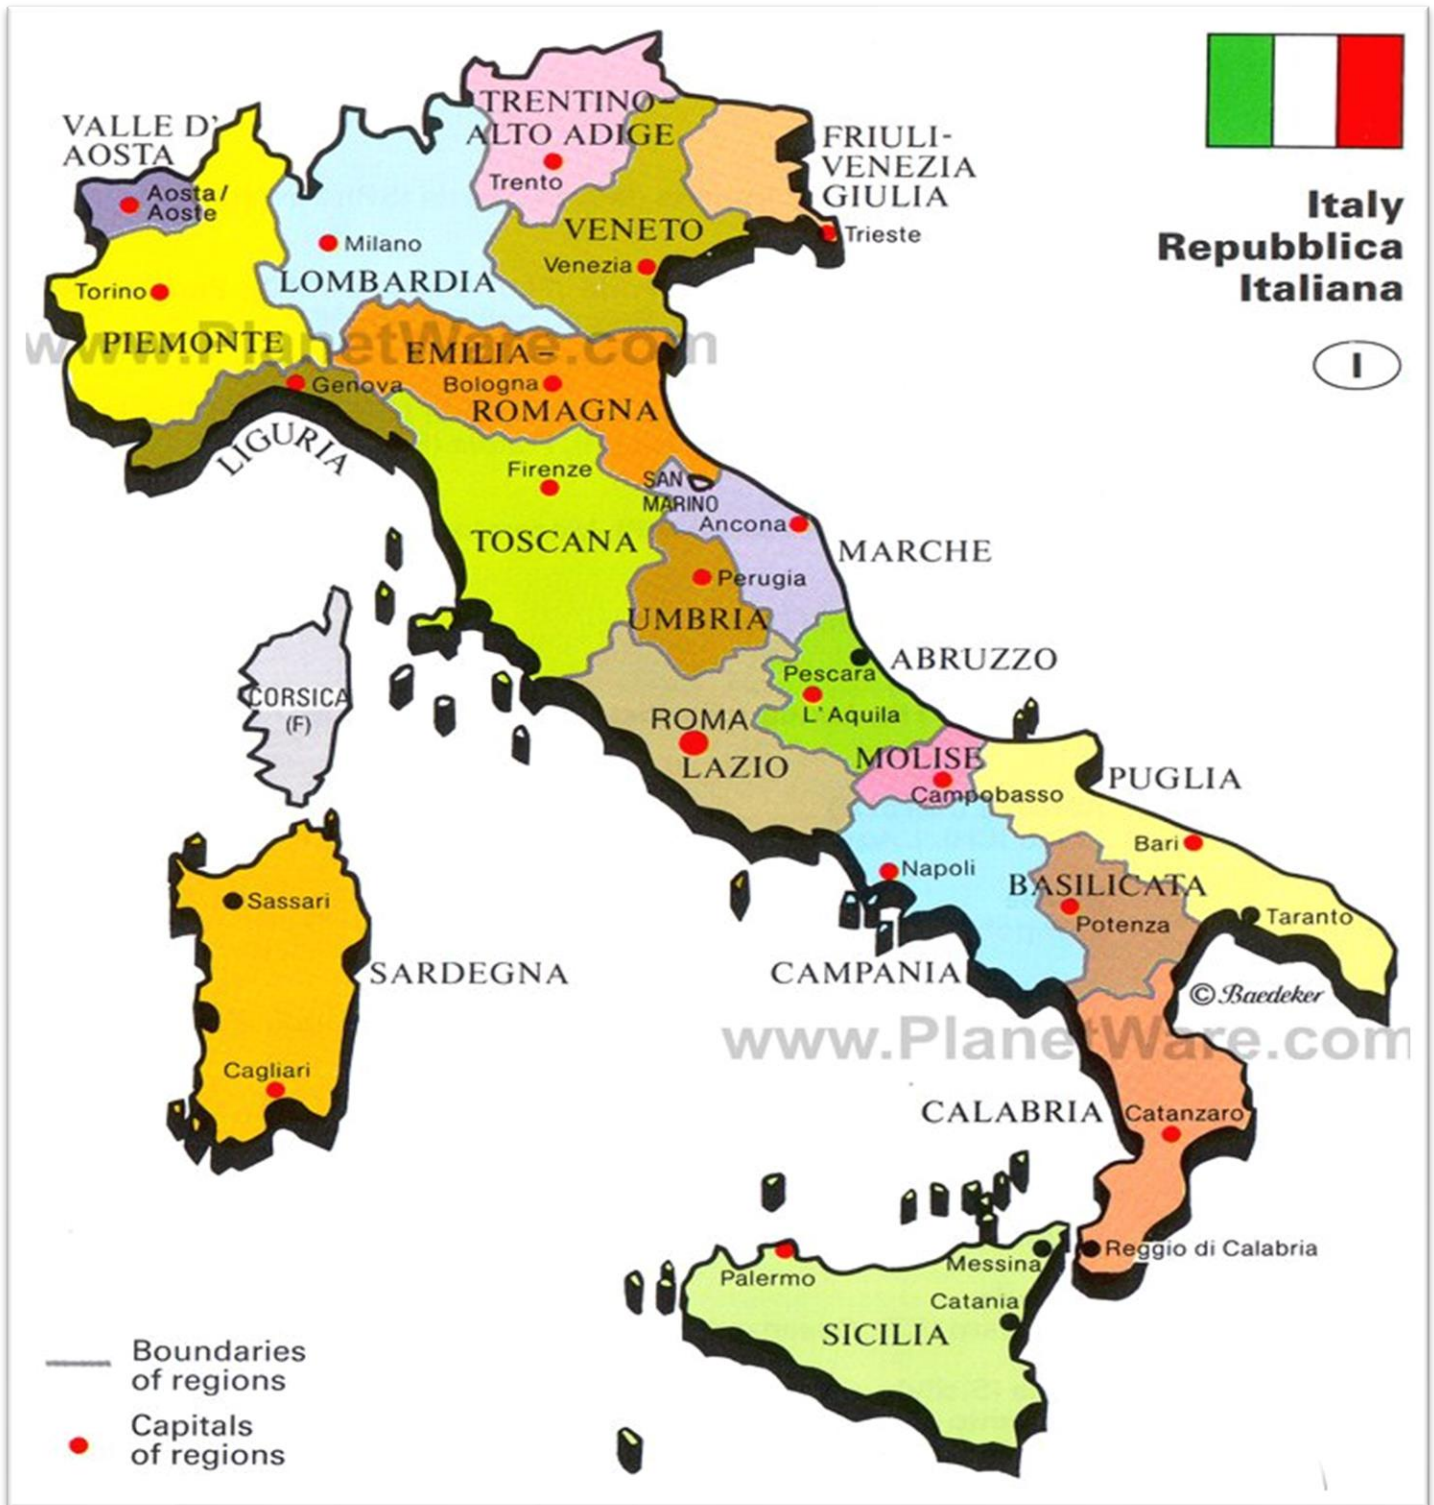 TRENTINO-
ALTO ADIGE
Trento
VALLE D'
AOSTA
Aosta/
Aoste
FRIULI-
VENEZIA
GIULIA
Trieste
Italy
Repubblica
Italiana
I
VENETO
Venezia
Milano
LOMBARDIA
Torino
PIEMONTE
www.PlanetWare.com
EMILIA-
Bologna
ROMAGNA
Genova
LIGURIA
Firenze
TOSCANA
SAN
MARINO
Ancona
MARCHE
Perugia
UMBRIA
ABRUZZO
Pescara
L'Aquila
CORSICA
(F)
ROMA
LAZIO
MOLISE
Campobasso
PUGLIA
Bari
Napoli
BASILICATA
Potenza
Taranto
Sassari
SARDEGNA
CAMPANIA
© Baedeker
www.PlanetWare.com
Cagliari
CALABRIA
Catanzaro
Reggio di Calabria
Messina
Palermo
Catania
SICILIA
Boundaries
of regions
Capitals
of regions